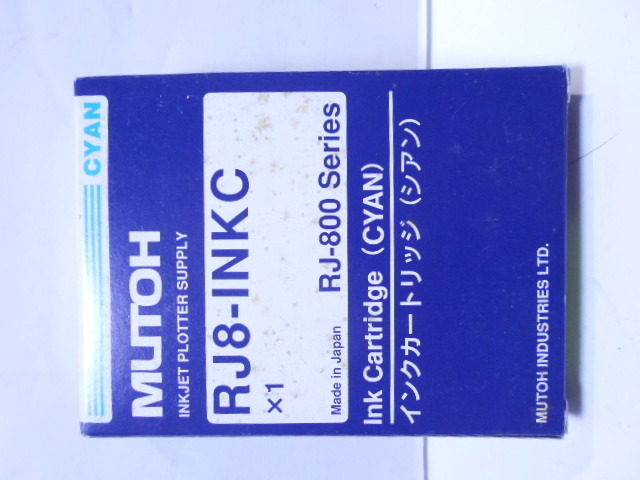 CYAN
MUTOH
INKJET PLOTTER SUPPLY
RJ8-INKC
×1
Made in Japan RJ-800 Series
Ink Cartridge (CYAN)
インクカートリッジ (シアン)
MUTOH INDUSTRIES LTD.